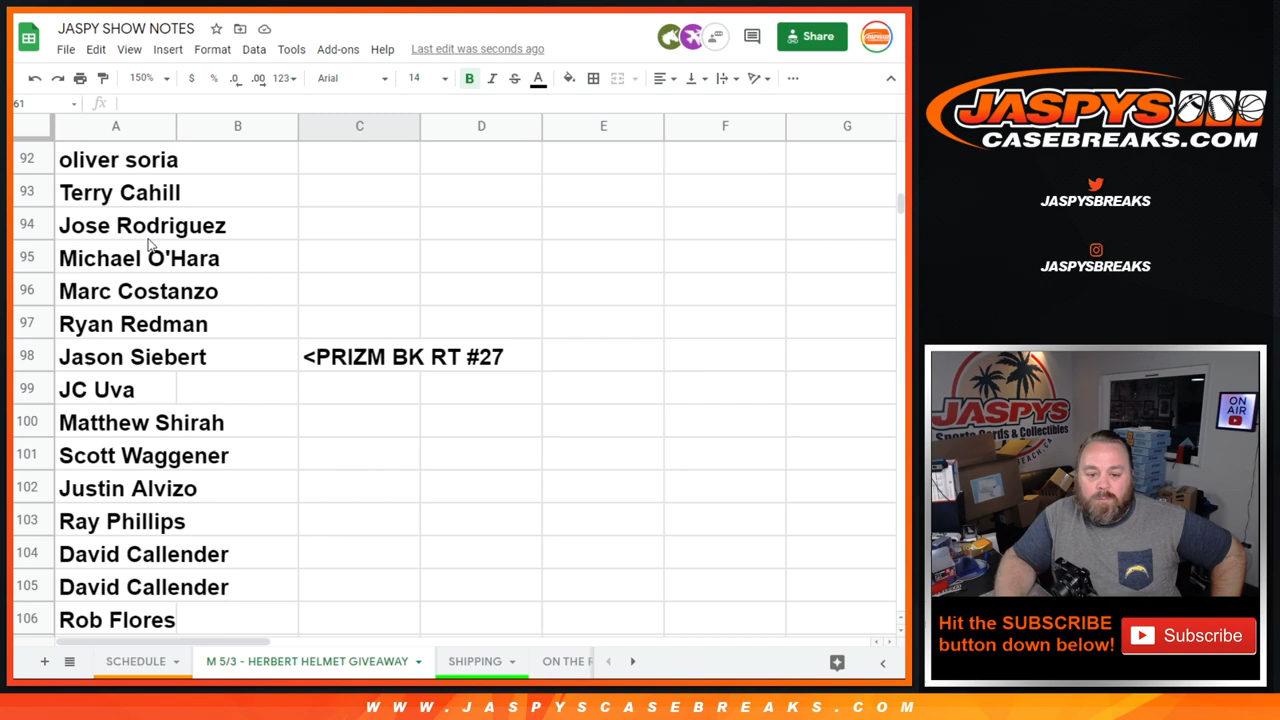 JASPY SHOW NOTES
File Edit View Insert Format Data Tools Add-ons Help Last edit was seconds ago
Share
150% $ % .0 .00 123 Arial 14 B I S A
61 fx
A B C D E F G
92 oliver soria
93 Terry Cahill
94 Jose Rodriguez
95 Michael O'Hara
96 Marc Costanzo
97 Ryan Redman
98 Jason Siebert <PRIZM BK RT #27
99 JC Uva
100 Matthew Shirah
101 Scott Waggener
102 Justin Alvizo
103 Ray Phillips
104 David Callender
105 David Callender
106 Rob Flores
SCHEDULE M 5/3 - HERBERT HELMET GIVEAWAY SHIPPING ON THE R
JASPYS
CASEBREAKS.COM
JASPYSBREAKS
JASPYSBREAKS
JASPYS
Sports Cards & Collectibles
ON
AIR
Hit the SUBSCRIBE
button down below!
Subscribe
WWW.JASPYSCASEBREAKS.COM